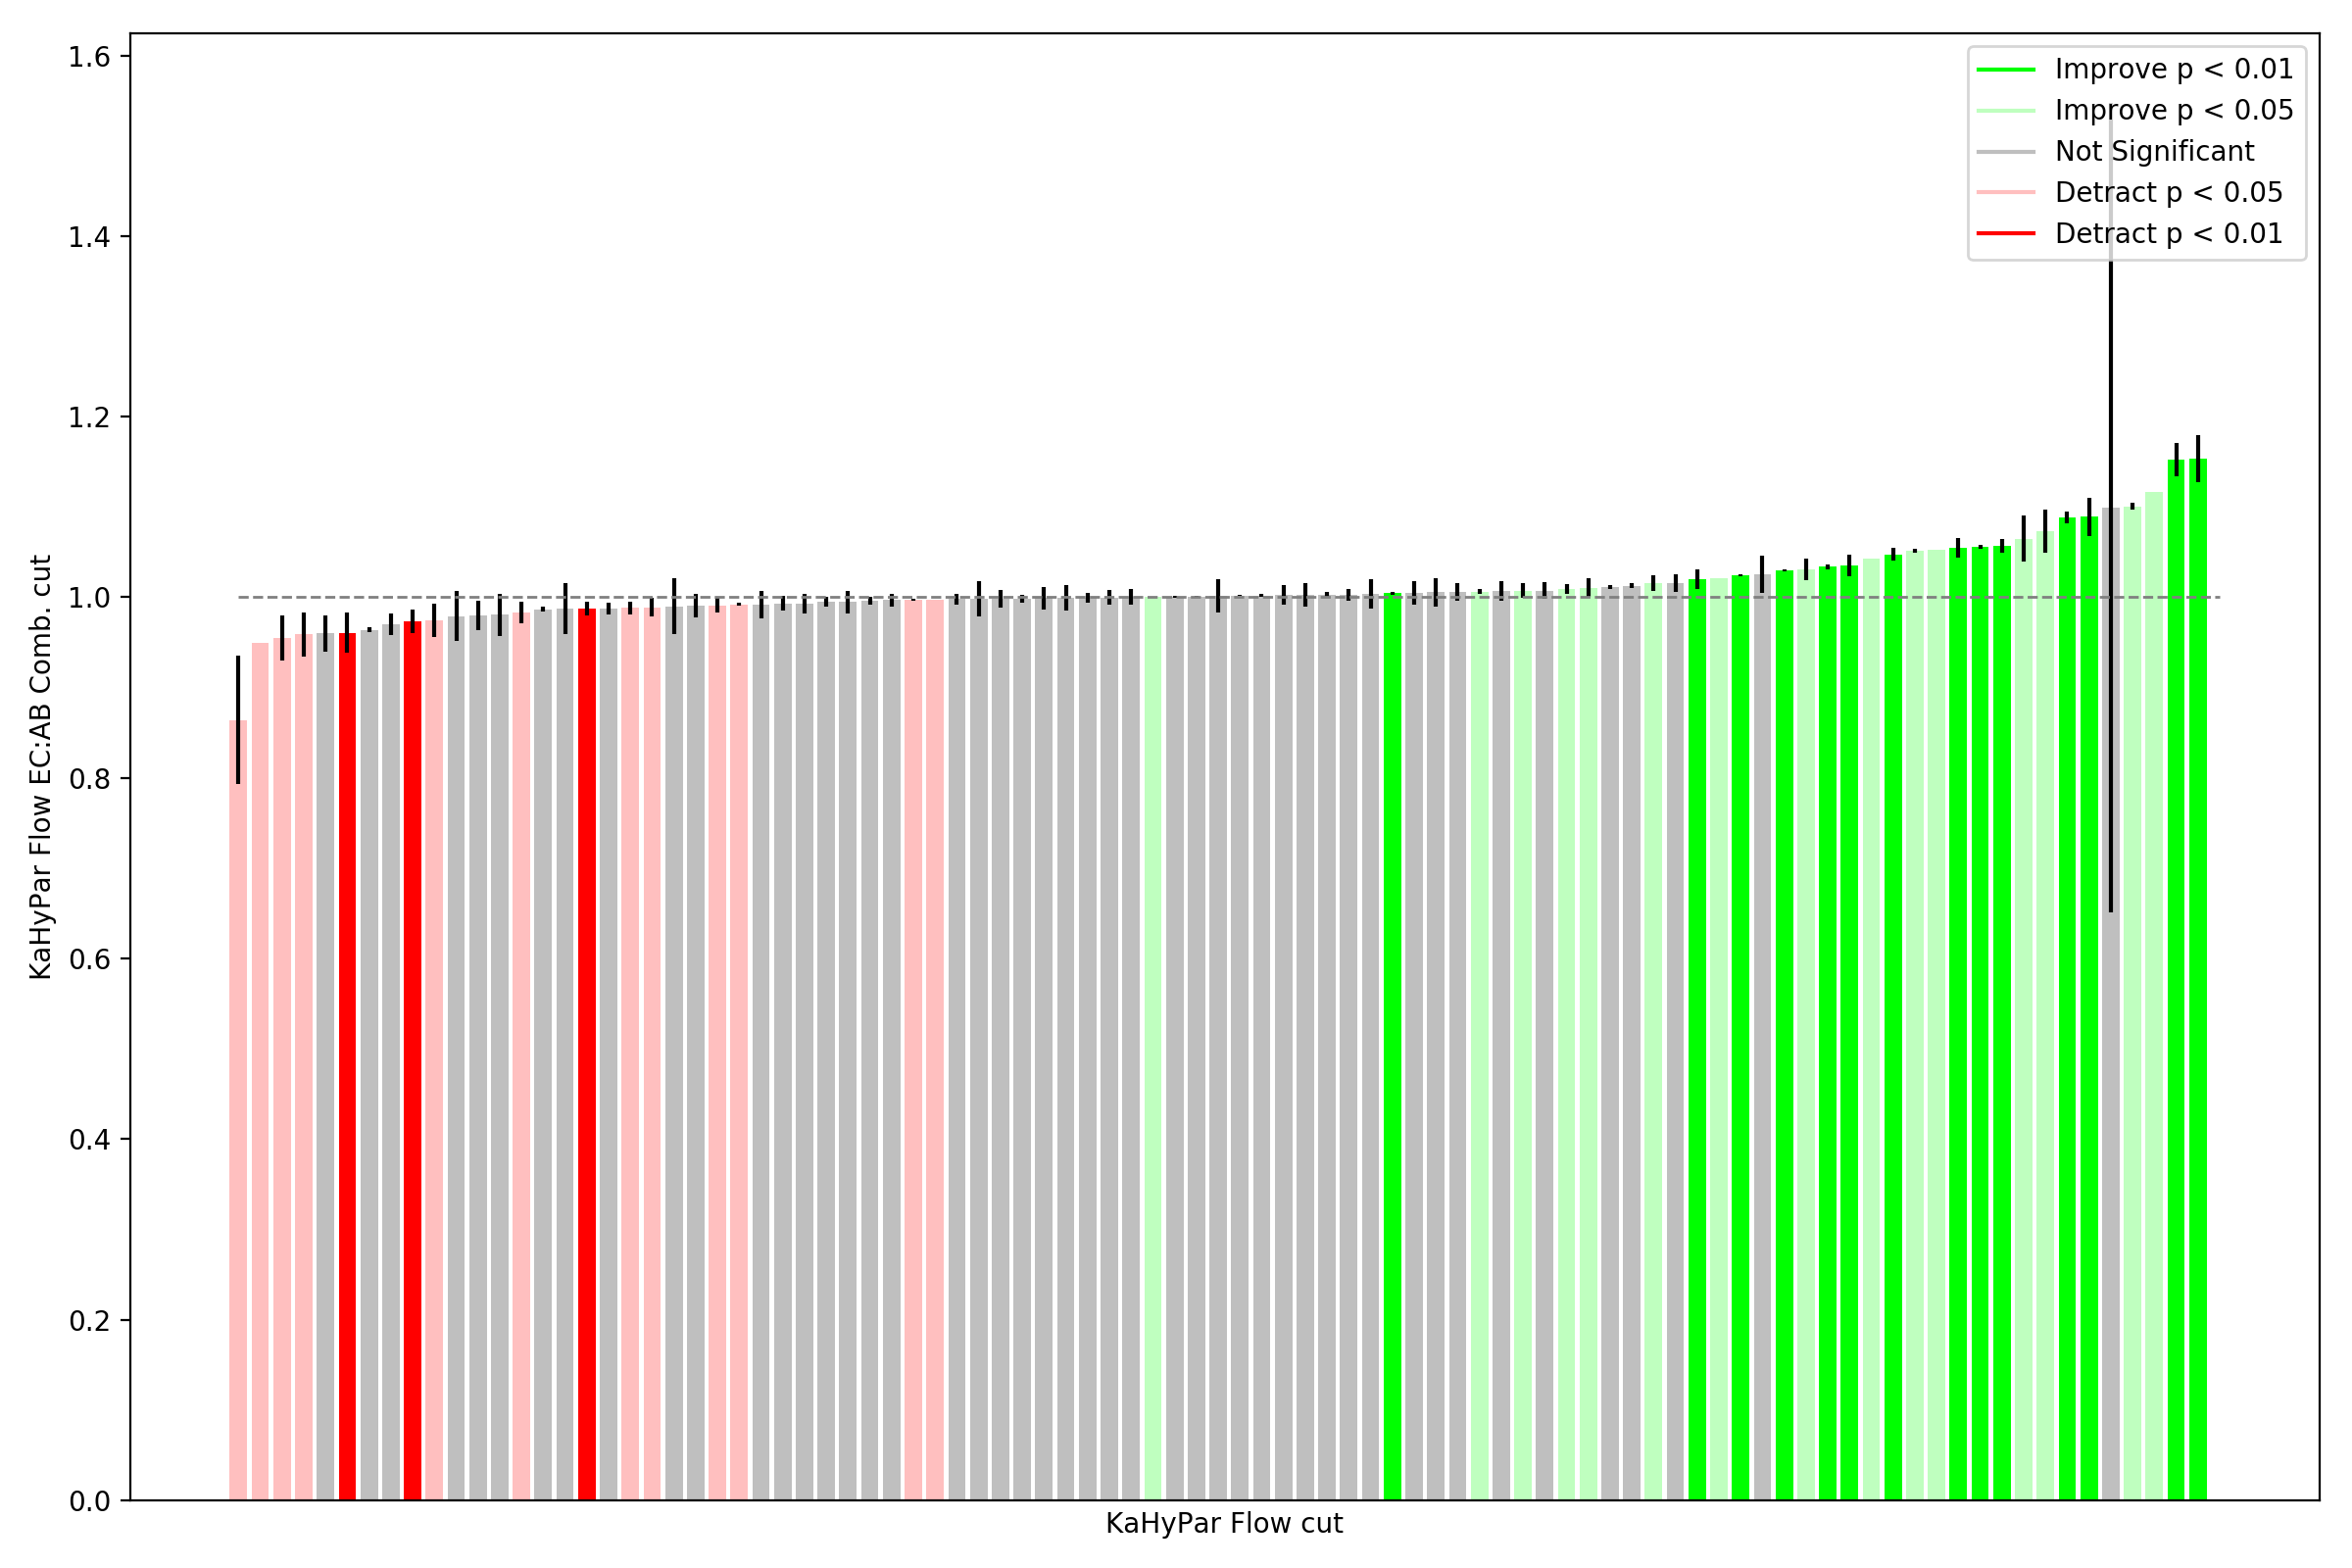 1.6
1.4
1.2
1.0
0.8
0.6
0.4
0.2
0.0
KaHyPar Flow EC:AB Comb. cut
KaHyPar Flow cut
Improve p < 0.01
Improve p < 0.05
Not Significant
Detract p < 0.05
Detract p < 0.01